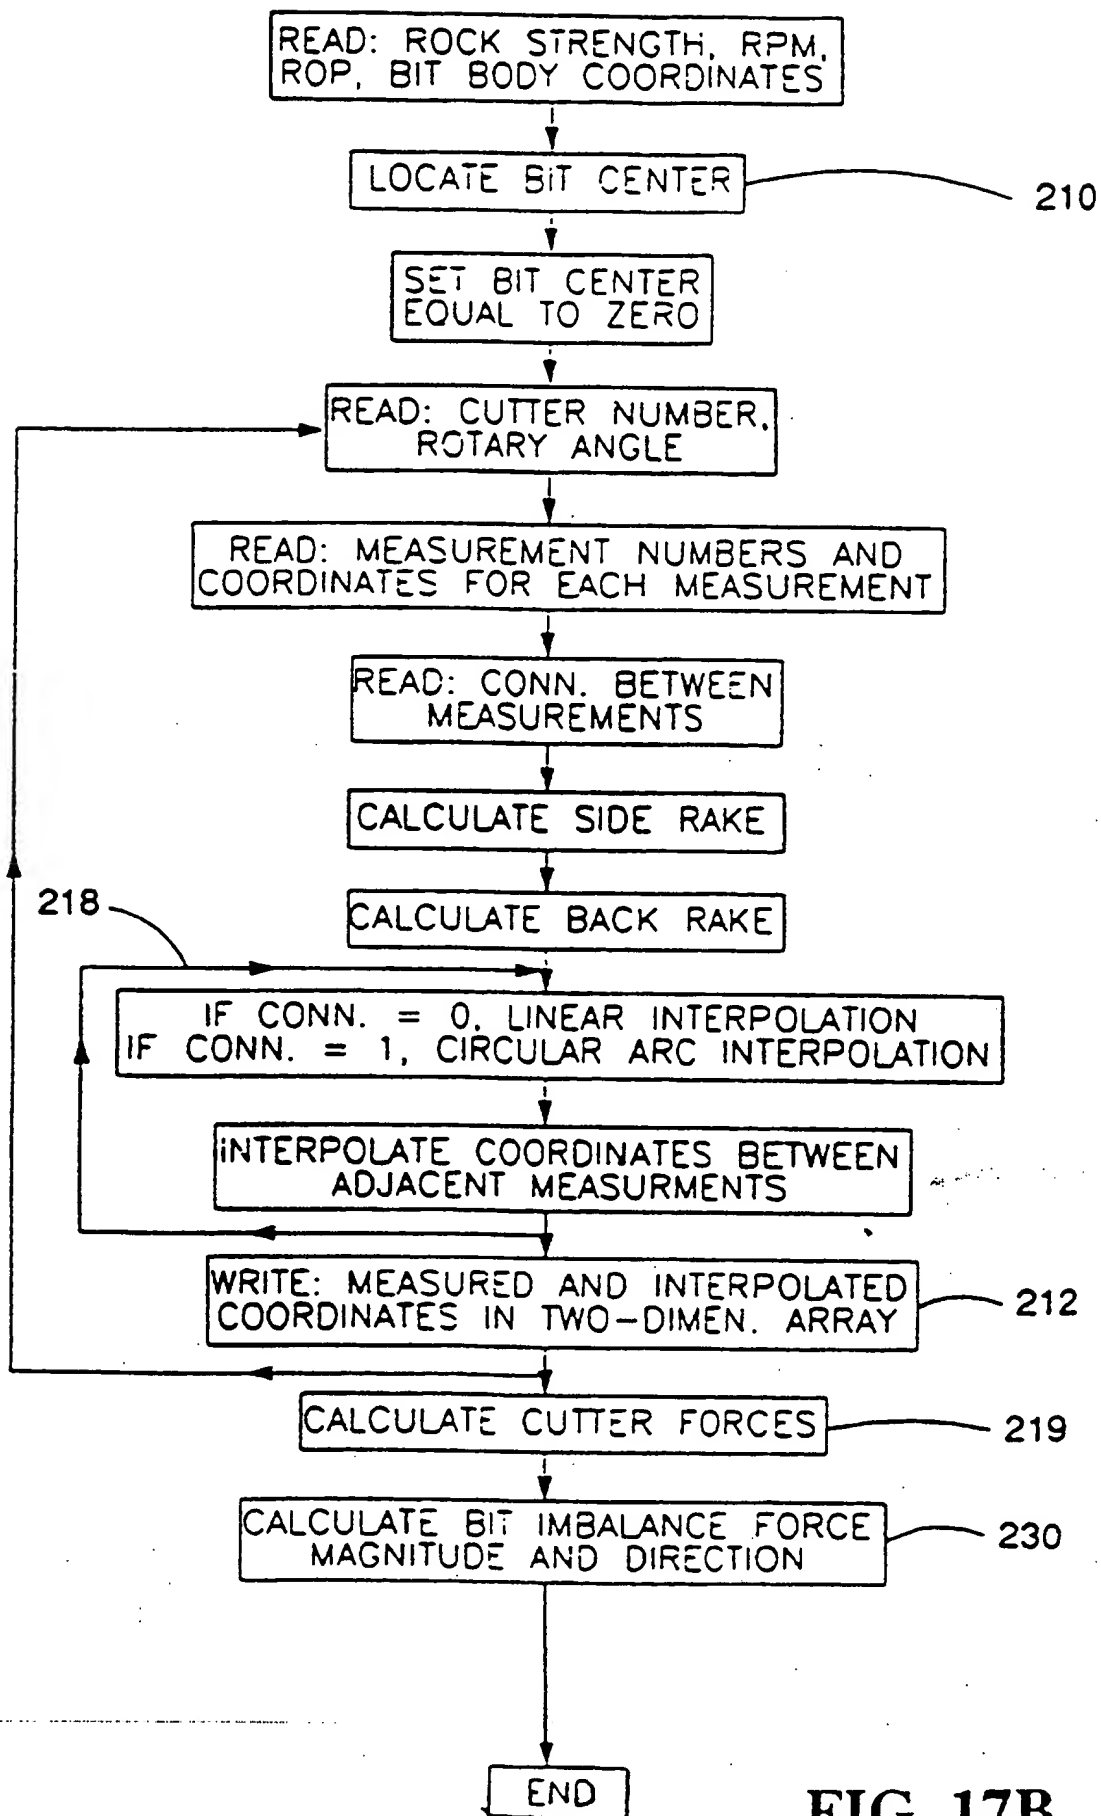 READ: ROCK STRENGTH, RPM,
ROP, BIT BODY COORDINATES
LOCATE BIT CENTER
210
SET BIT CENTER
EQUAL TO ZERO
READ: CUTTER NUMBER,
ROTARY ANGLE
READ: MEASUREMENT NUMBERS AND
COORDINATES FOR EACH MEASUREMENT
READ: CONN. BETWEEN
MEASUREMENTS
CALCULATE SIDE RAKE
CALCULATE BACK RAKE
218
IF CONN. = 0, LINEAR INTERPOLATION
IF CONN. = 1, CIRCULAR ARC INTERPOLATION
INTERPOLATE COORDINATES BETWEEN
ADJACENT MEASURMENTS
WRITE: MEASURED AND INTERPOLATED
COORDINATES IN TWO-DIMEN. ARRAY
212
CALCULATE CUTTER FORCES
219
CALCULATE BIT IMBALANCE FORCE
MAGNITUDE AND DIRECTION
230
END
FIG. 17B